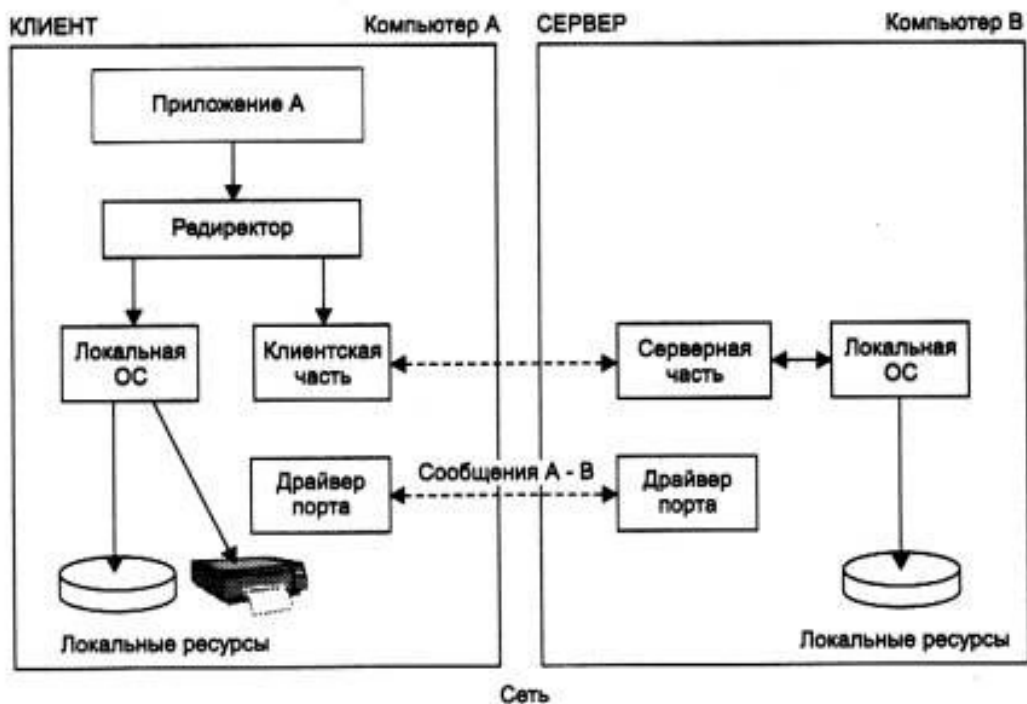 КЛИЕНТ
Компьютер А
СЕРВЕР
Компьютер В
Приложение А
Редиректор
Локальная
ОС
Клиентская
часть
Серверная
часть
Локальная
ОС
Сообщения А - В
Драйвер
порта
Драйвер
порта
Локальные ресурсы
Локальные ресурсы
Сеть